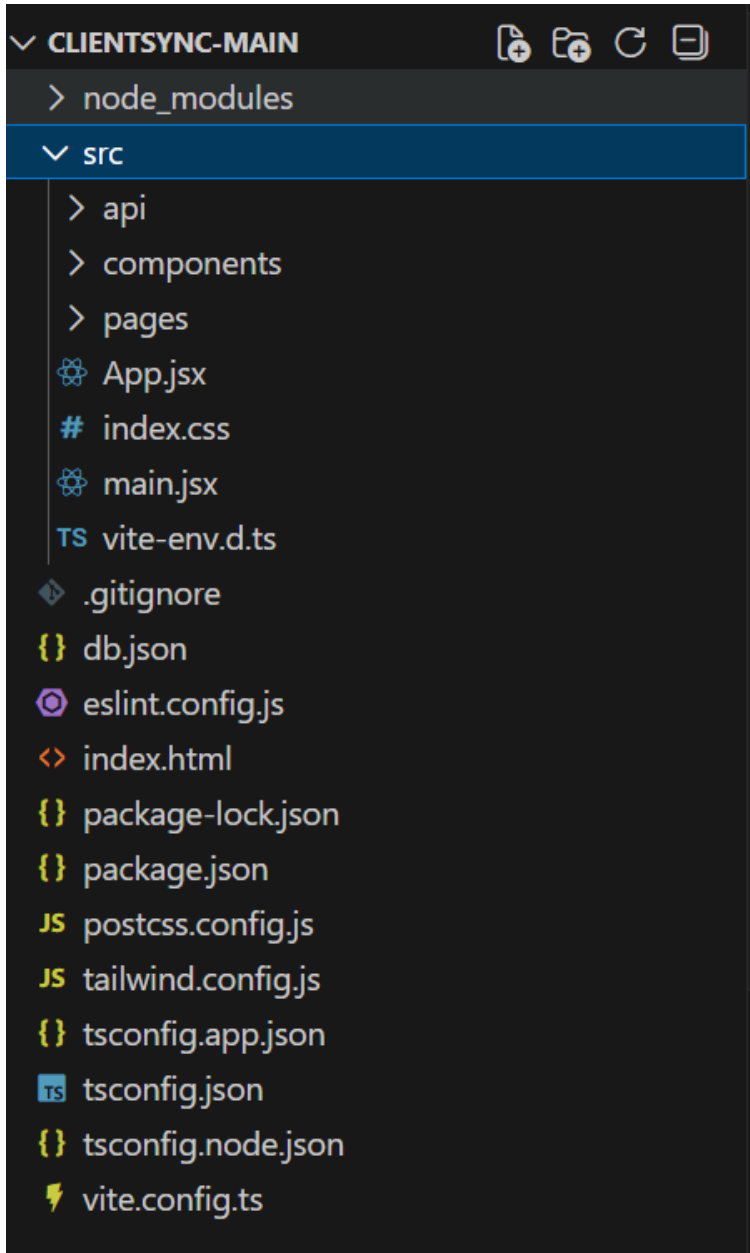 CLIENTSYNC-MAIN
node_modules
src
api
components
pages
App.jsx
# index.css
main.jsx
TS vite-env.d.ts
.gitignore
{} db.json
eslint.config.js
<> index.html
{} package-lock.json
{} package.json
JS postcss.config.js
JS tailwind.config.js
{} tsconfig.app.json
TS tsconfig.json
{} tsconfig.node.json
vite.config.ts